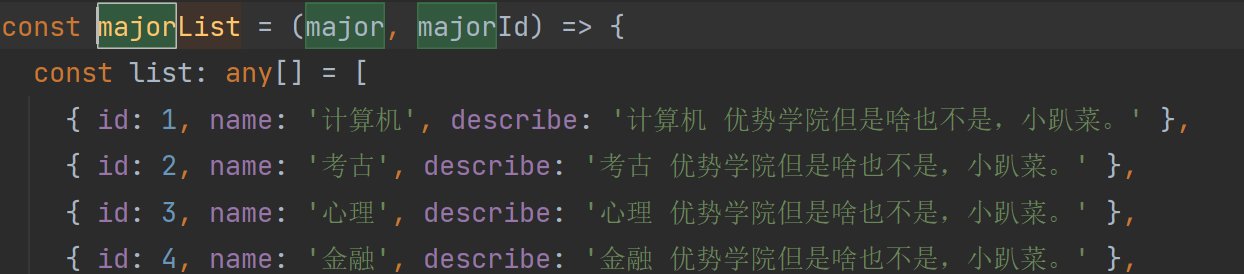 const majorList = (major, majorId) => {
const list: any[] = [
{ id: 1, name: '计算机', describe: '计算机 优势学院但是啥也不是，小趴菜。' },
{ id: 2, name: '考古', describe: '考古 优势学院但是啥也不是，小趴菜。' },
{ id: 3, name: '心理', describe: '心理 优势学院但是啥也不是，小趴菜。' },
{ id: 4, name: '金融', describe: '金融 优势学院但是啥也不是，小趴菜。' },